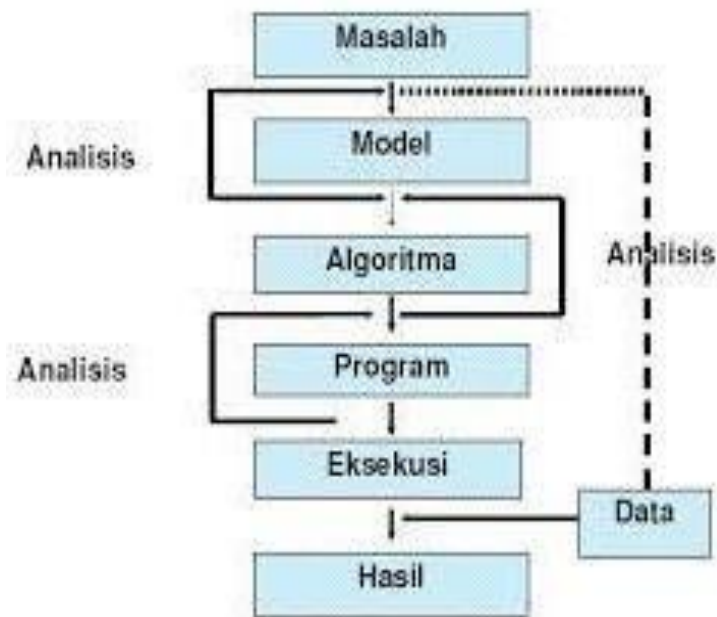 Masalah
Analisis
Model
Algoritma
Analisis
Analisis
Program
Eksekusi
Data
Hasil